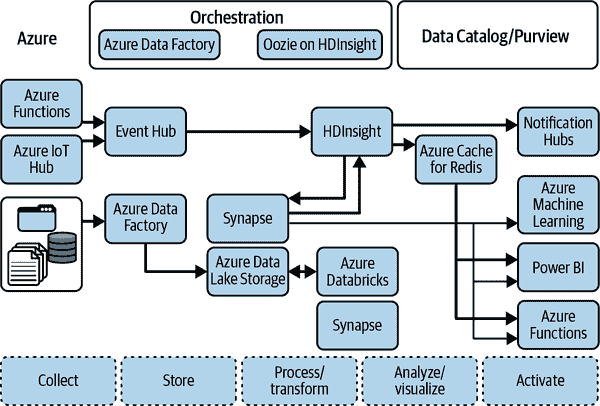 Azure
Orchestration
Azure Data Factory
Oozie on HDInsight
Data Catalog/Purview
Azure
Functions
Azure IoT
Hub
Event Hub
HDInsight
Notification
Hubs
Azure Cache
for Redis
Azure
Machine
Learning
Azure Data
Factory
Synapse
Azure Data
Lake Storage
Azure
Databricks
Power BI
Synapse
Azure
Functions
Collect
Store
Process/
transform
Analyze/
visualize
Activate